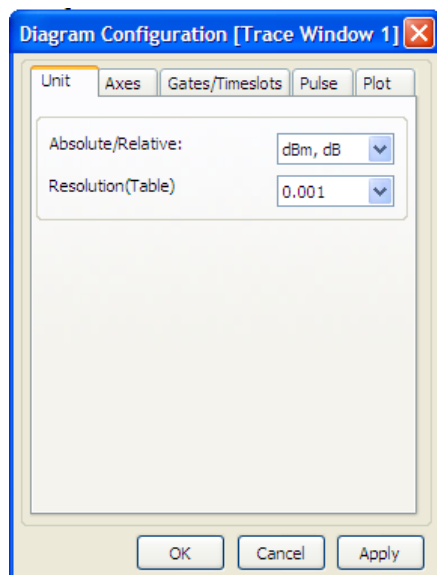 Diagram Configuration [Trace Window 1]
Unit Axes Gates/Timeslots Pulse Plot
Absolute/Relative: dBm, dB
Resolution(Table) 0.001
OK Cancel Apply